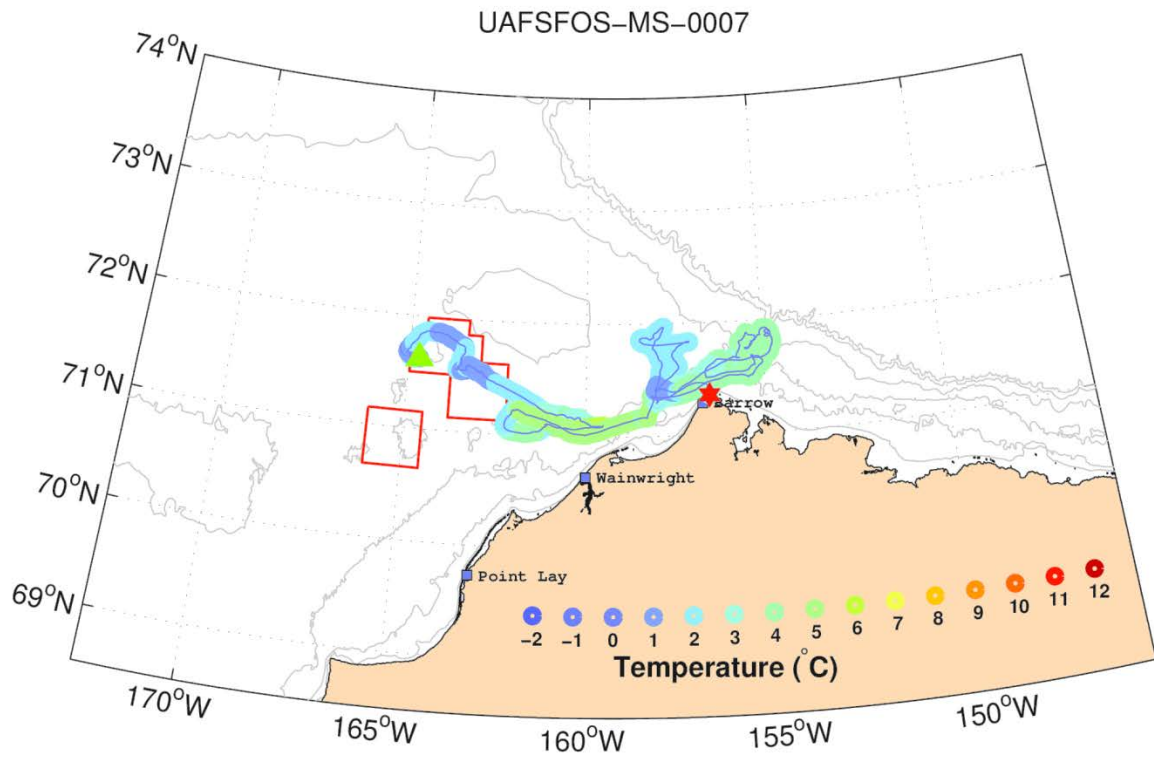 UAFSFOS−MS−0007
74°N
73°N
72°N
71°N
70°N
69°N
Barrow
Wainwright
Point Lay
−2 −1 0 1 2 3 4 5 6 7 8 9 10 11 12
Temperature (°C)
170°W 165°W 160°W 155°W 150°W